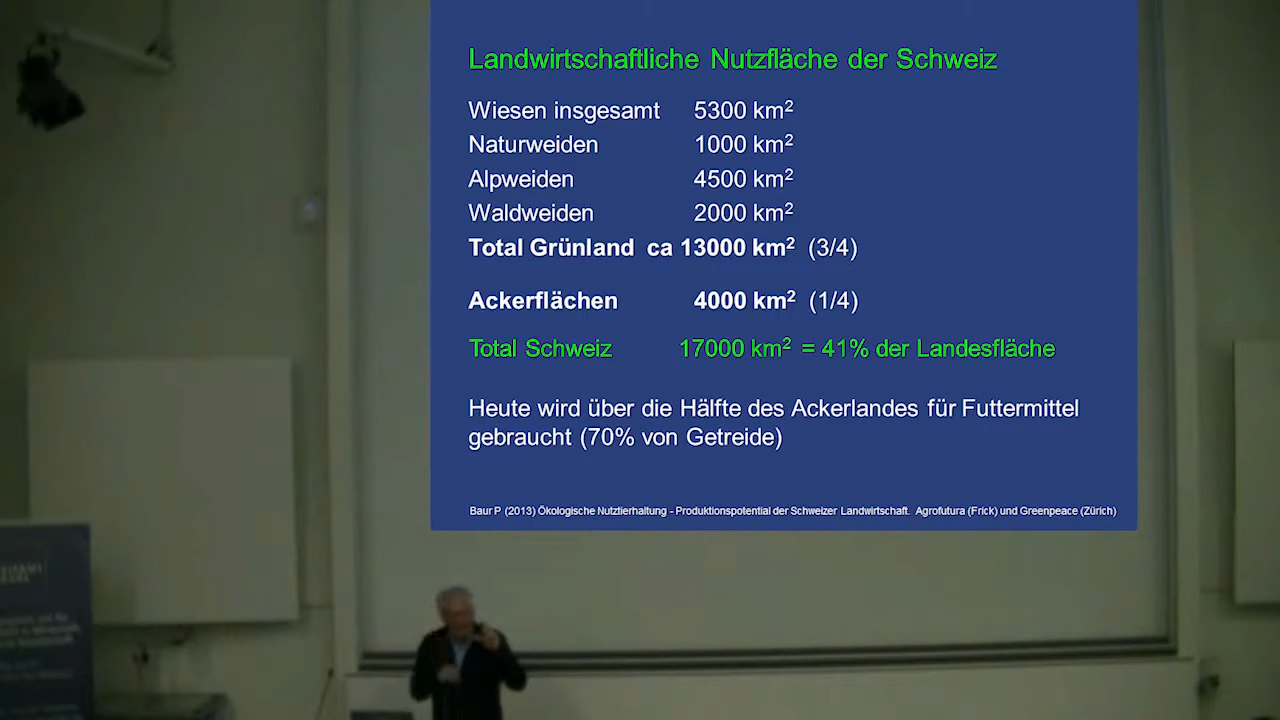 Landwirtschaftliche Nutzfläche der Schweiz
Wiesen insgesamt 5300 km²
Naturweiden 1000 km²
Alpweiden 4500 km²
Waldweiden 2000 km²
Total Grünland ca 13000 km² (3/4)
Ackerflächen 4000 km² (1/4)
Total Schweiz 17000 km² = 41% der Landesfläche
Heute wird über die Hälfte des Ackerlandes für Futtermittel
gebraucht (70% von Getreide)
Baur P (2013) Ökologische Nutztierhaltung - Produktionspotential der Schweizer Landwirtschaft. Agrofutura (Frick) und Greenpeace (Zürich)